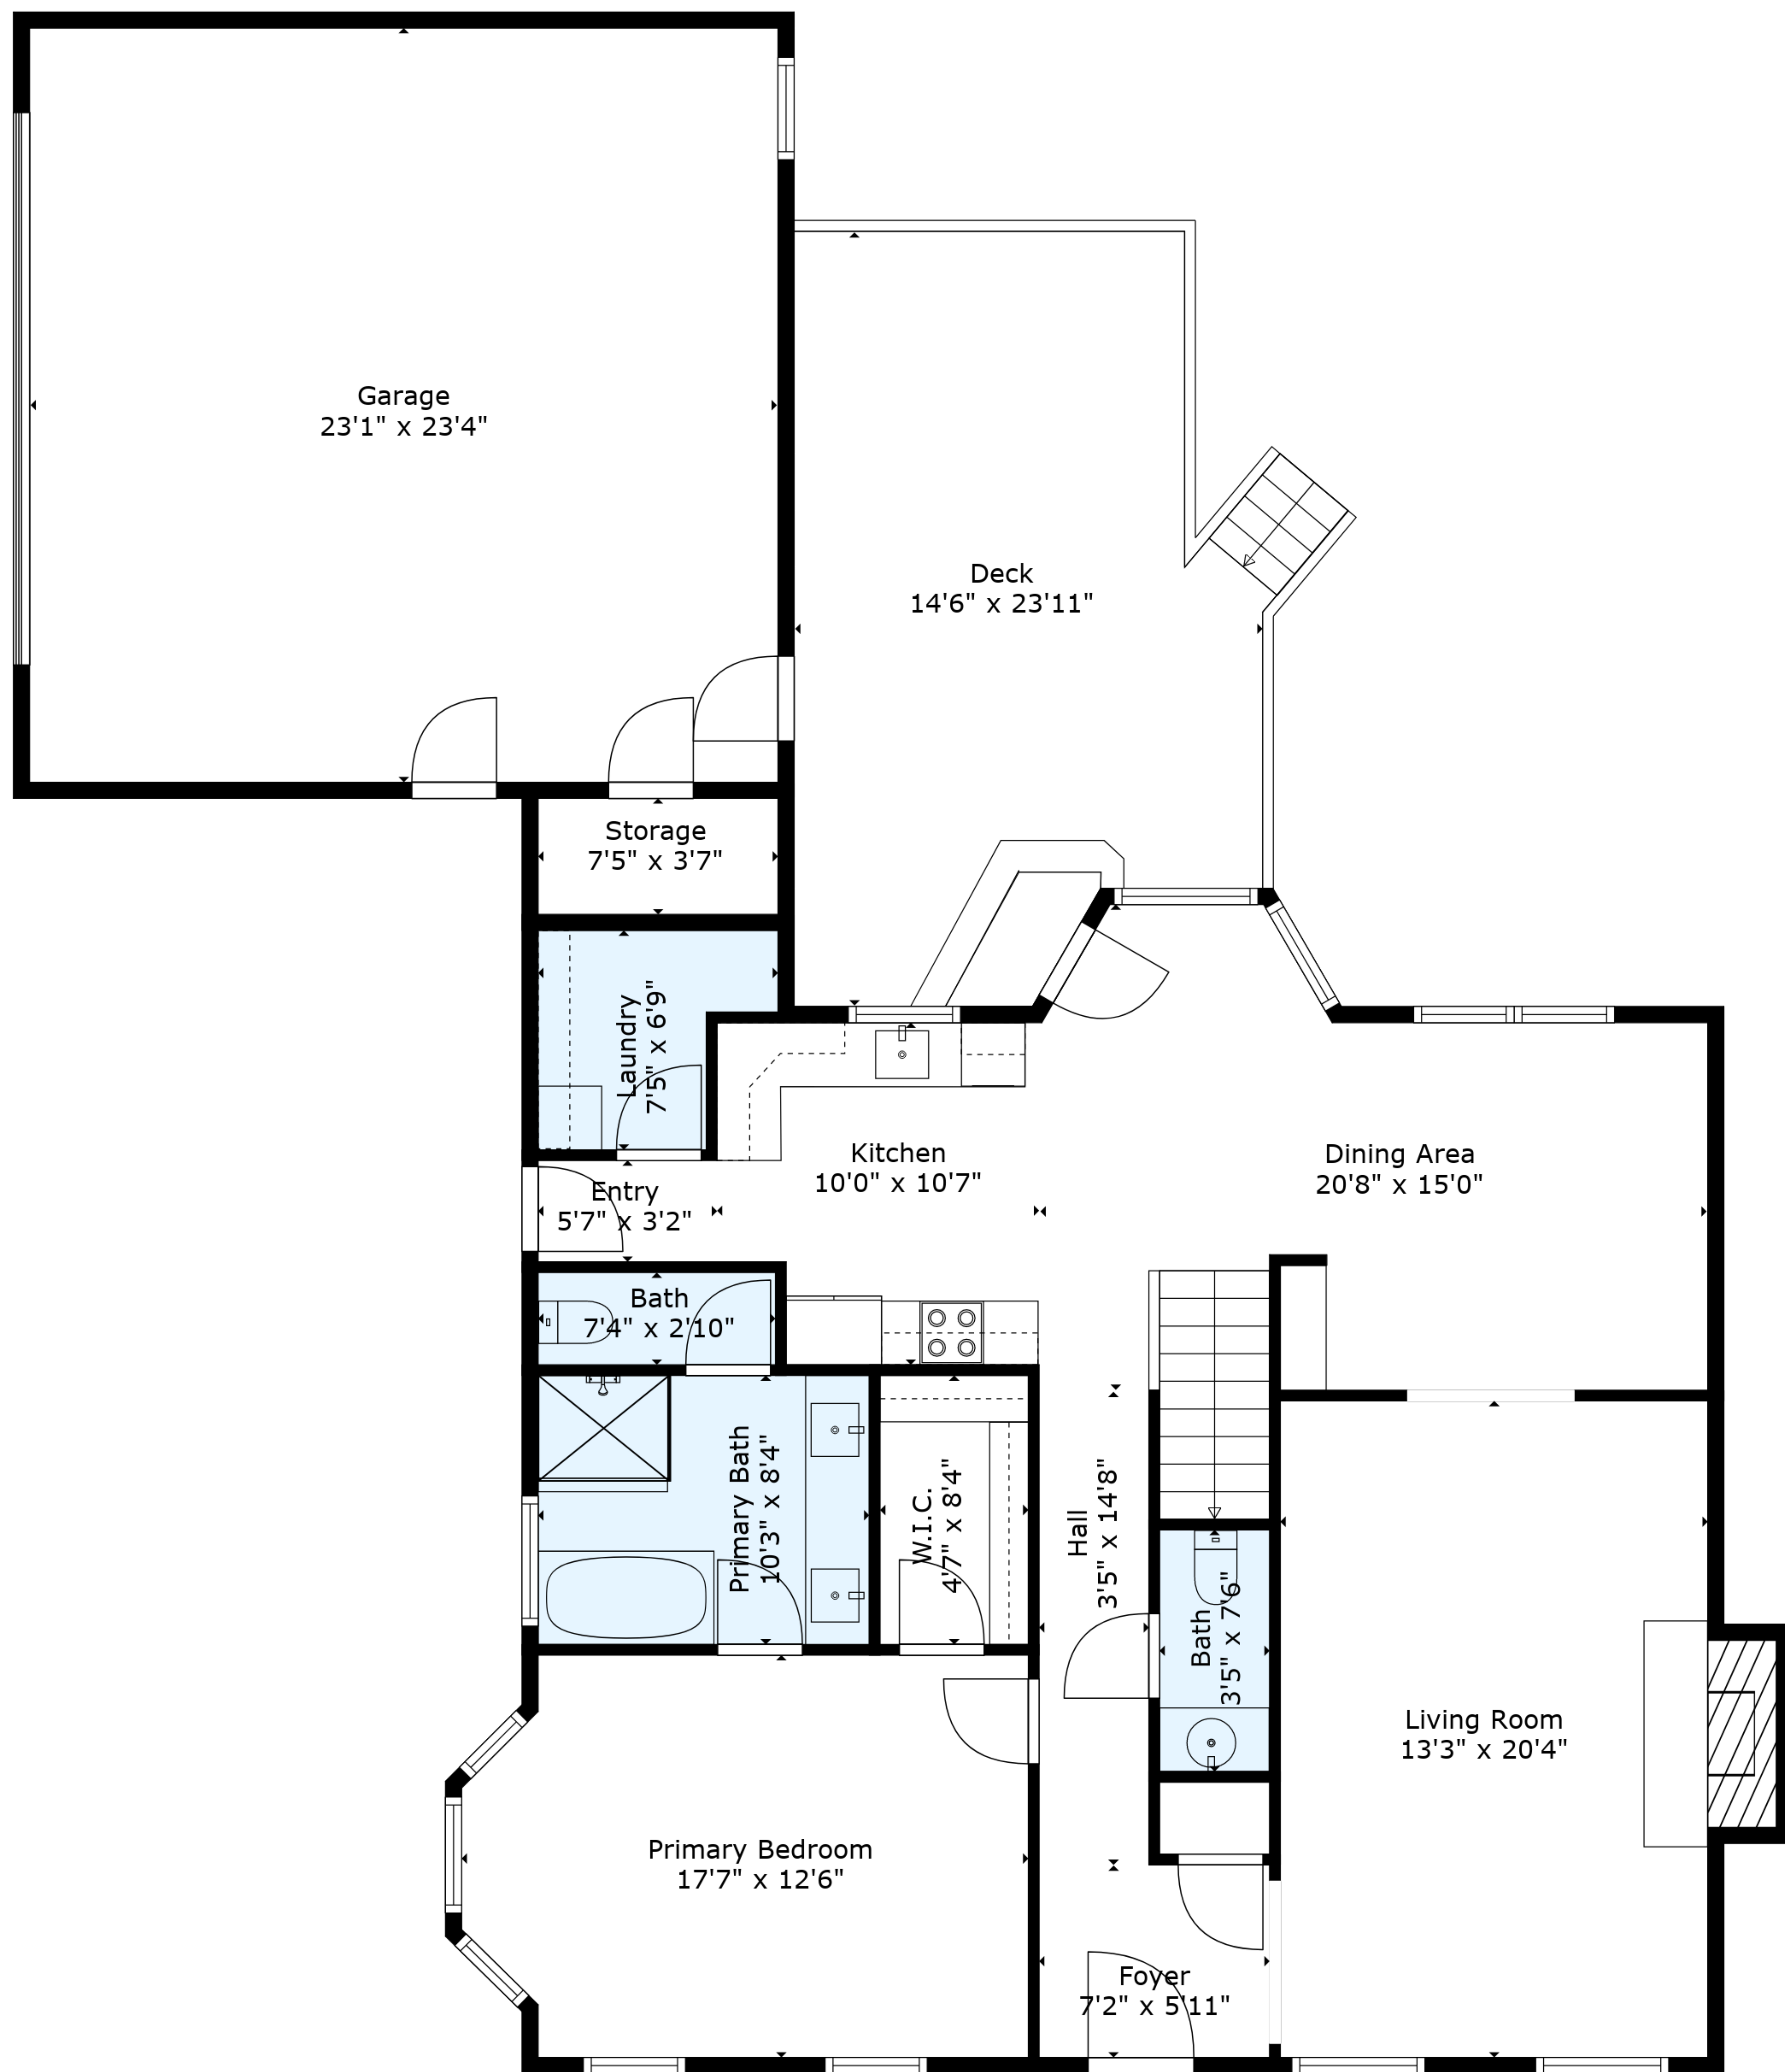 Garage
23'1" x 23'4"
Deck
14'6" x 23'11"
Storage
7'5" x 3'7"
Laundry
7'5" x 6'9"
Kitchen
10'0" x 10'7"
Dining Area
20'8" x 15'0"
Entry
5'7" x 3'2"
Bath
7'4" x 2'10"
Primary Bath
10'3" x 8'4"
W.I.C.
4'7" x 8'4"
Hall
3'5" x 14'8"
Bath
3'5" x 7'6"
Living Room
13'3" x 20'4"
Primary Bedroom
17'7" x 12'6"
Foyer
7'2" x 5'11"